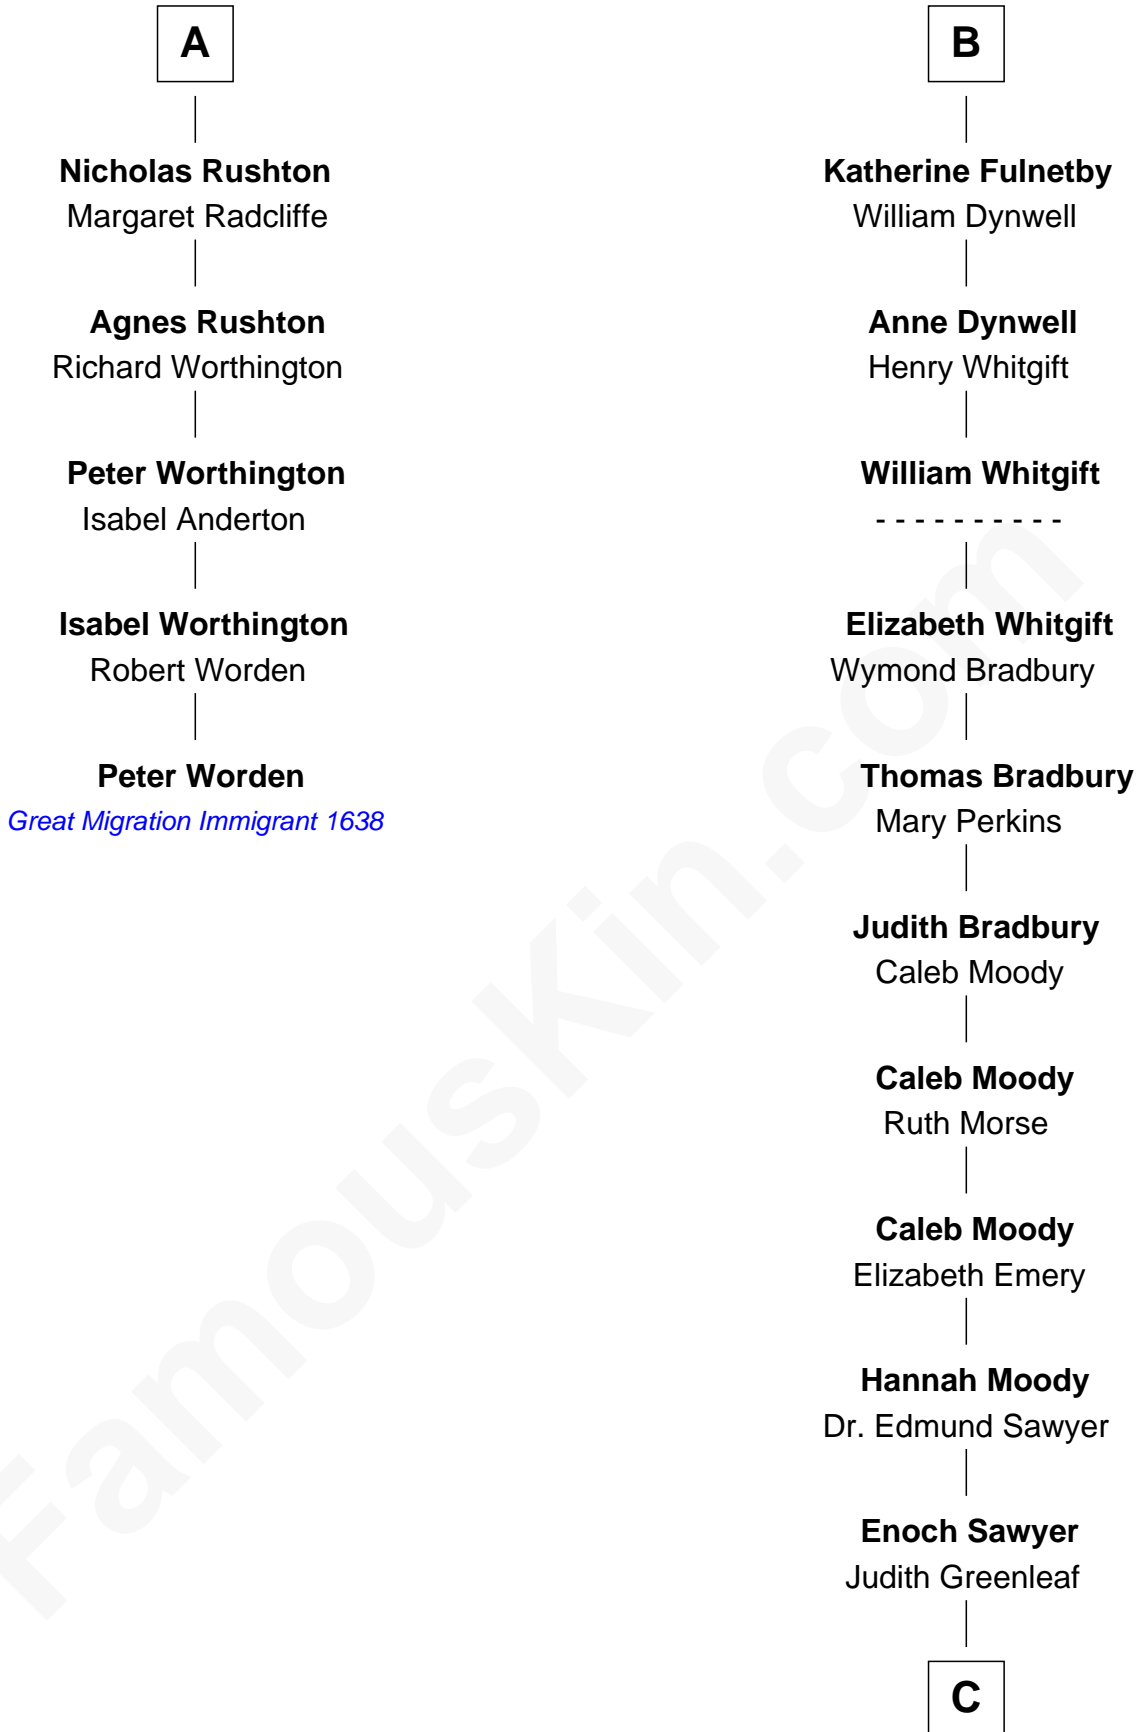 A
Nicholas Rushton
Margaret Radcliffe
Agnes Rushton
Richard Worthington
Peter Worthington
Isabel Anderton
Isabel Worthington
Robert Worden
Peter Worden
Great Migration Immigrant 1638
B
Katherine Fulnetby
William Dynwell
Anne Dynwell
Henry Whitgift
William Whitgift
- - - - - - - - - -
Elizabeth Whitgift
Wymond Bradbury
Thomas Bradbury
Mary Perkins
Judith Bradbury
Caleb Moody
Caleb Moody
Ruth Morse
Caleb Moody
Elizabeth Emery
Hannah Moody
Dr. Edmund Sawyer
Enoch Sawyer
Judith Greenleaf
C
FamousKin.com